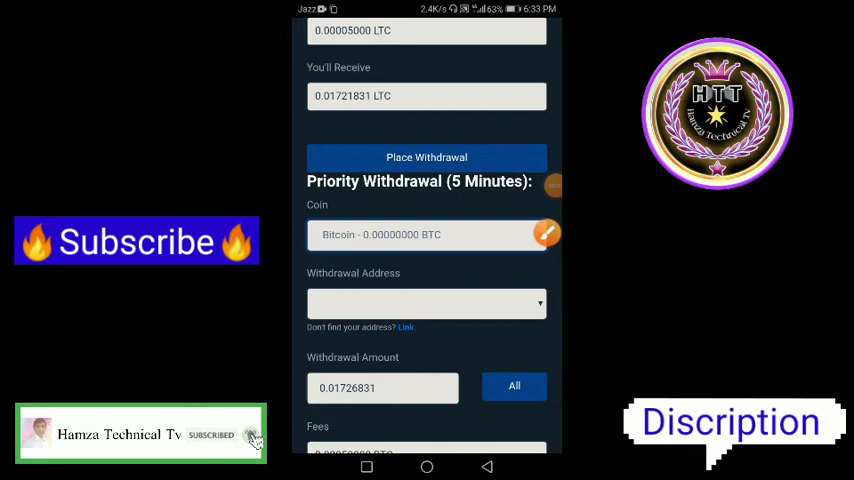 Jazz 2.4K/s 63% 6:33 PM
0.00005000 LTC
You'll Receive
0.01721831 LTC
Place Withdrawal
Priority Withdrawal (5 Minutes):
Coin
Bitcoin - 0.00000000 BTC
Withdrawal Address
Don't find your address? Link.
Withdrawal Amount
0.01726831
All
Fees
🔥Subscribe🔥
Hamza Technical Tv SUBSCRIBED
HTT
Hamza Technical Tv
Discription